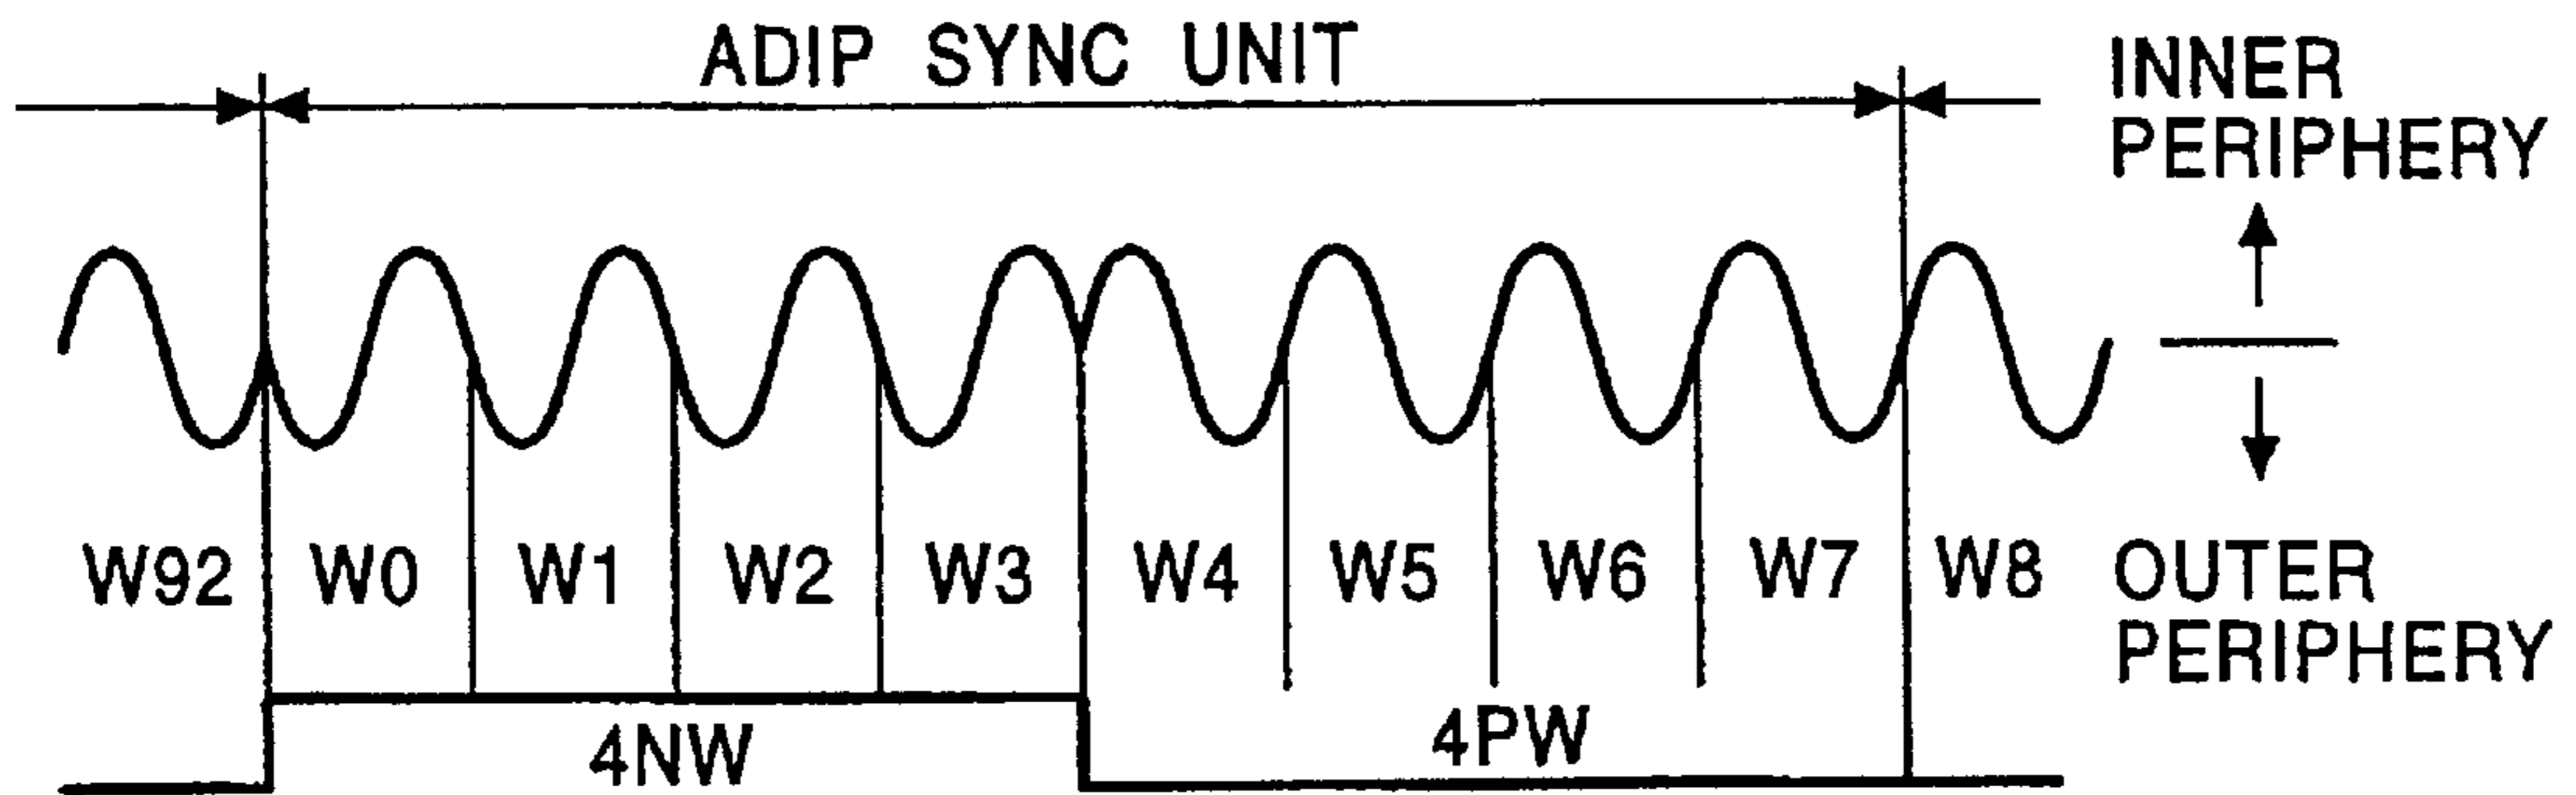 ADIP SYNC UNIT
INNER
PERIPHERY
W92 W0 W1 W2 W3 W4 W5 W6 W7 W8
OUTER
PERIPHERY
4NW
4PW